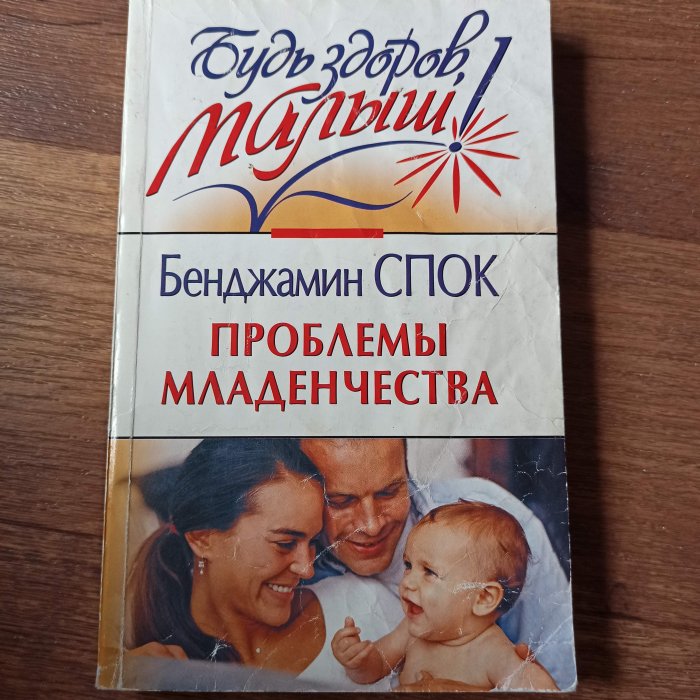 Будь здоров,
малыш!
Бенджамин СПОК
ПРОБЛЕМЫ
МЛАДЕНЧЕСТВА